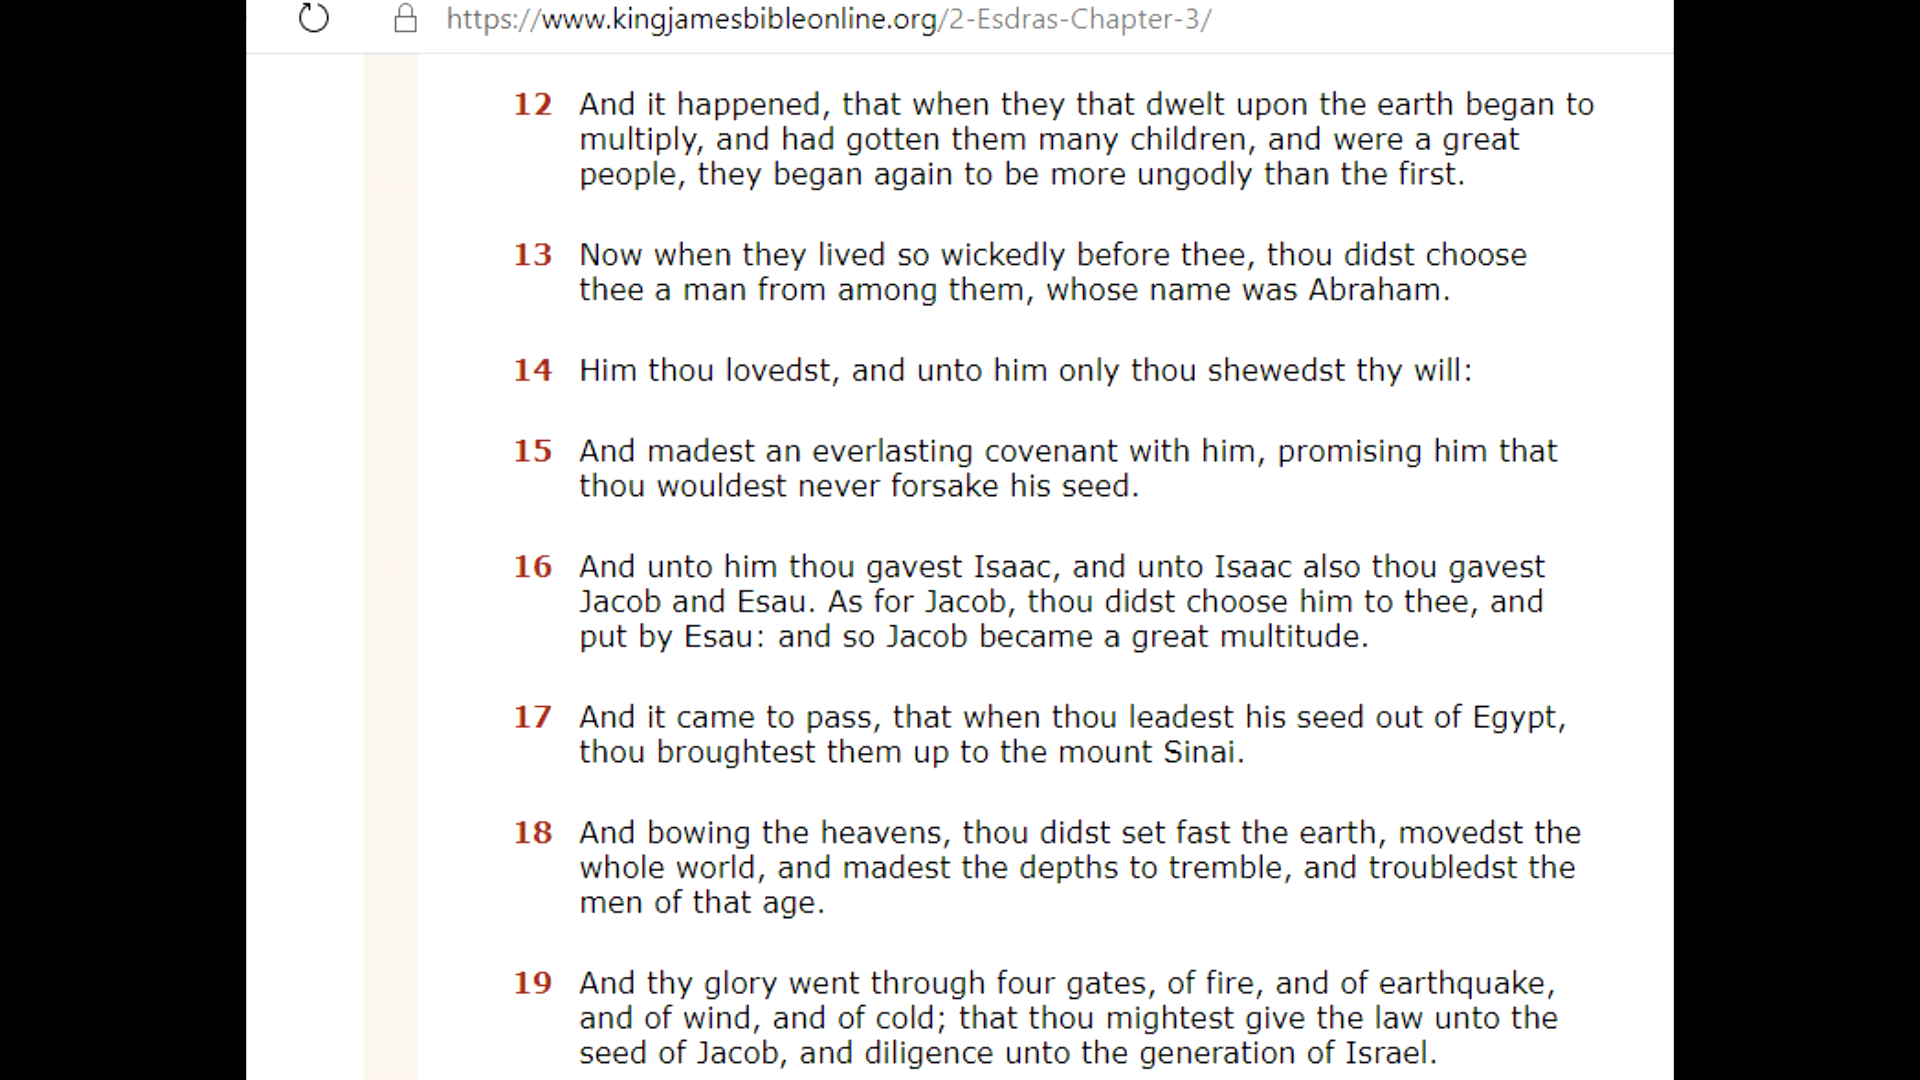 https://www.kingjamesbibleonline.org/2-Esdras-Chapter-3/
12 And it happened, that when they that dwelt upon the earth began to
multiply, and had gotten them many children, and were a great
people, they began again to be more ungodly than the first.
13 Now when they lived so wickedly before thee, thou didst choose
thee a man from among them, whose name was Abraham.
14 Him thou lovedst, and unto him only thou shewedst thy will:
15 And madest an everlasting covenant with him, promising him that
thou wouldest never forsake his seed.
16 And unto him thou gavest Isaac, and unto Isaac also thou gavest
Jacob and Esau. As for Jacob, thou didst choose him to thee, and
put by Esau: and so Jacob became a great multitude.
17 And it came to pass, that when thou leadest his seed out of Egypt,
thou broughtest them up to the mount Sinai.
18 And bowing the heavens, thou didst set fast the earth, movedst the
whole world, and madest the depths to tremble, and troubledst the
men of that age.
19 And thy glory went through four gates, of fire, and of earthquake,
and of wind, and of cold; that thou mightest give the law unto the
seed of Jacob, and diligence unto the generation of Israel.